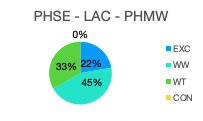 PHSE - LAC - PHMW
0%
33%
22%
45%
EXC
WW
WT
CON